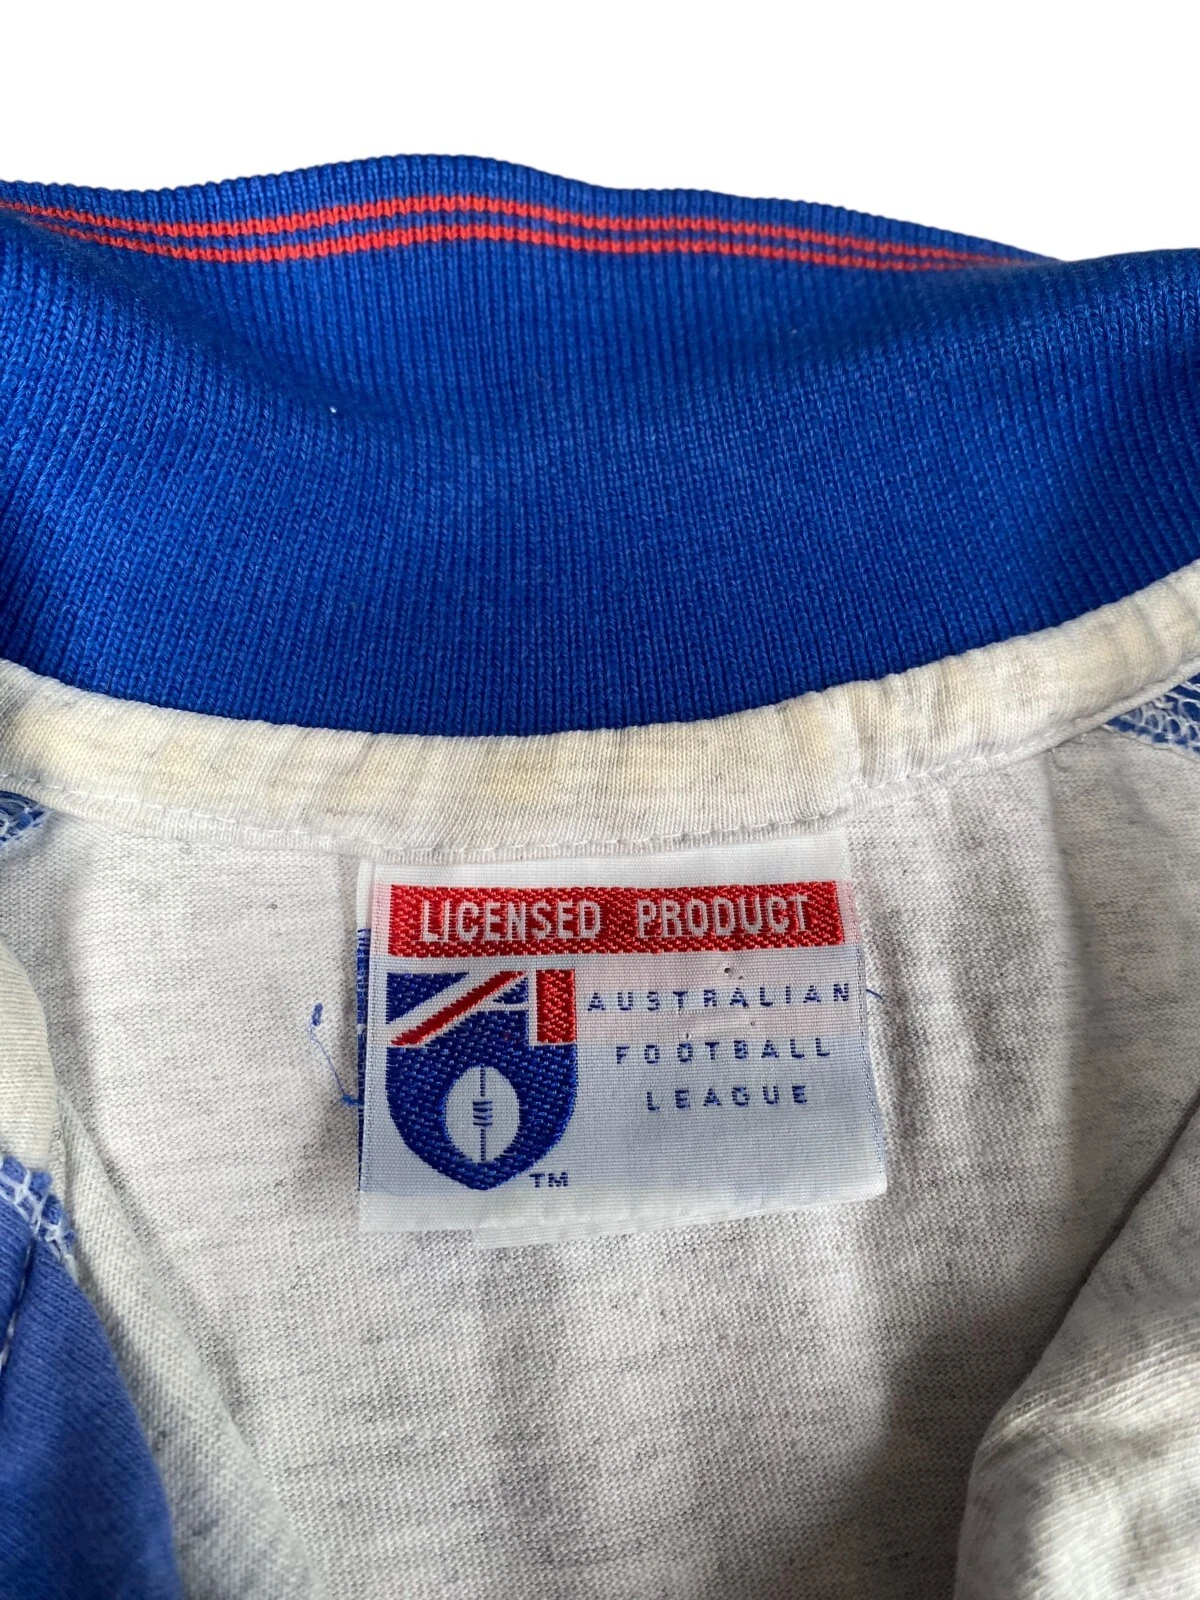 LICENSED PRODUCT
AUSTRALIAN
FOOTBALL
LEAGUE
TM